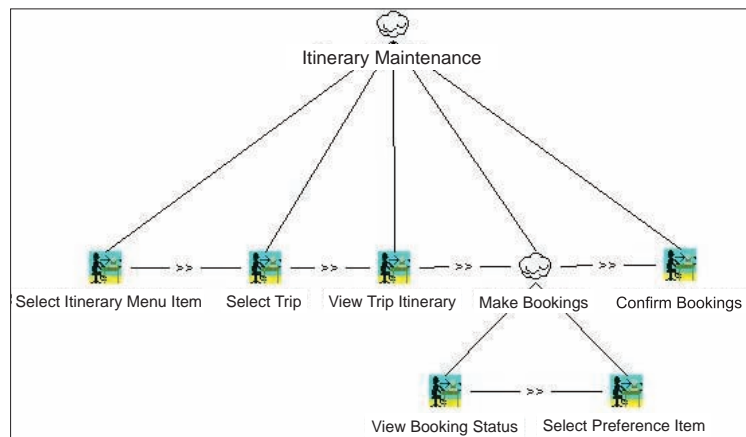 Itinerary Maintenance
>> >> >> >>
Select Itinerary Menu Item Select Trip View Trip Itinerary Make Bookings Confirm Bookings
>>
View Booking Status Select Preference Item